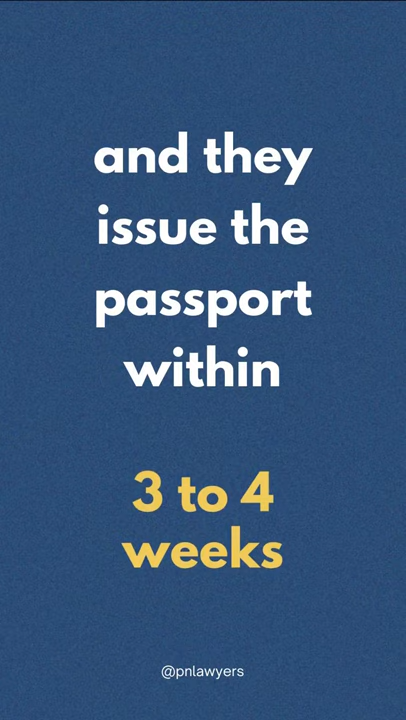 and they
issue the
passport
within
3 to 4
weeks
@pnlawyers